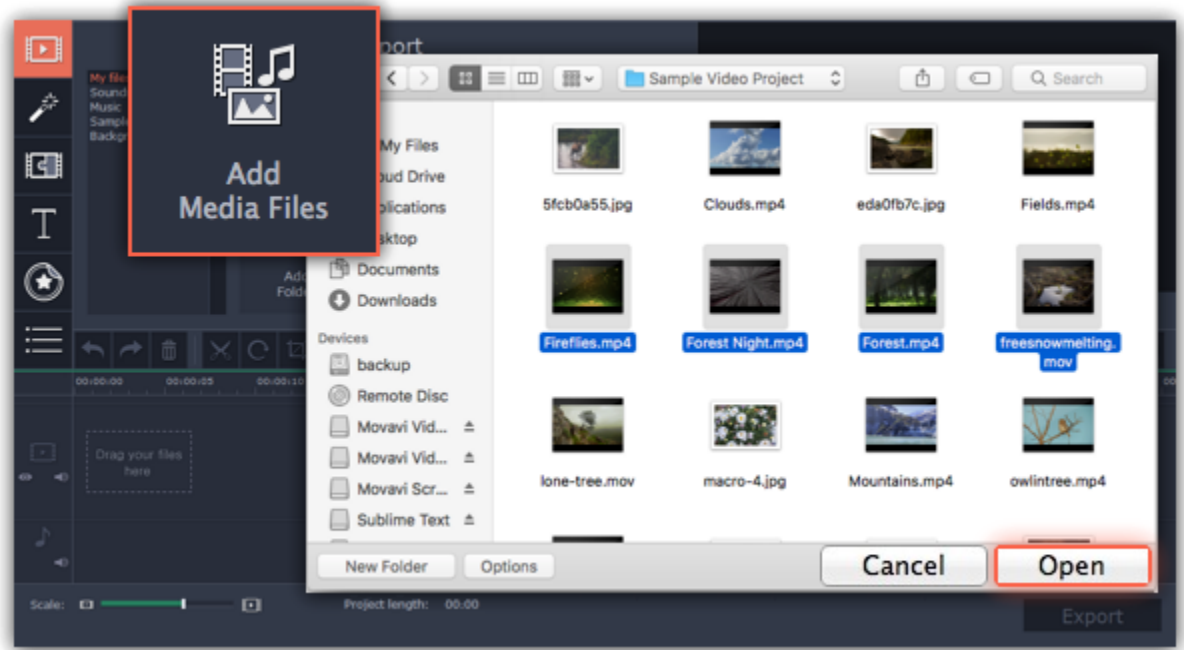 Add
Media Files
port
My file
Sound
Music
Sample
Backgr
Add
Folde
Sample Video Project
Search
My Files
oud Drive
plications
sktop
Documents
Downloads
Devices
backup
Remote Disc
Movavi Vid...
Movavi Vid...
Movavi Scr...
Sublime Text
5fcb0a55.jpg
Clouds.mp4
eda0fb7c.jpg
Fields.mp4
Fireflies.mp4
Forest Night.mp4
Forest.mp4
freesnowmelting.
mov
lone-tree.mov
macro-4.jpg
Mountains.mp4
owlintree.mp4
T
00:00:00
00:00:05
00:00:10
00
Drag your files
here
New Folder
Options
Cancel
Open
Scale:
Project length: 00:00
Export